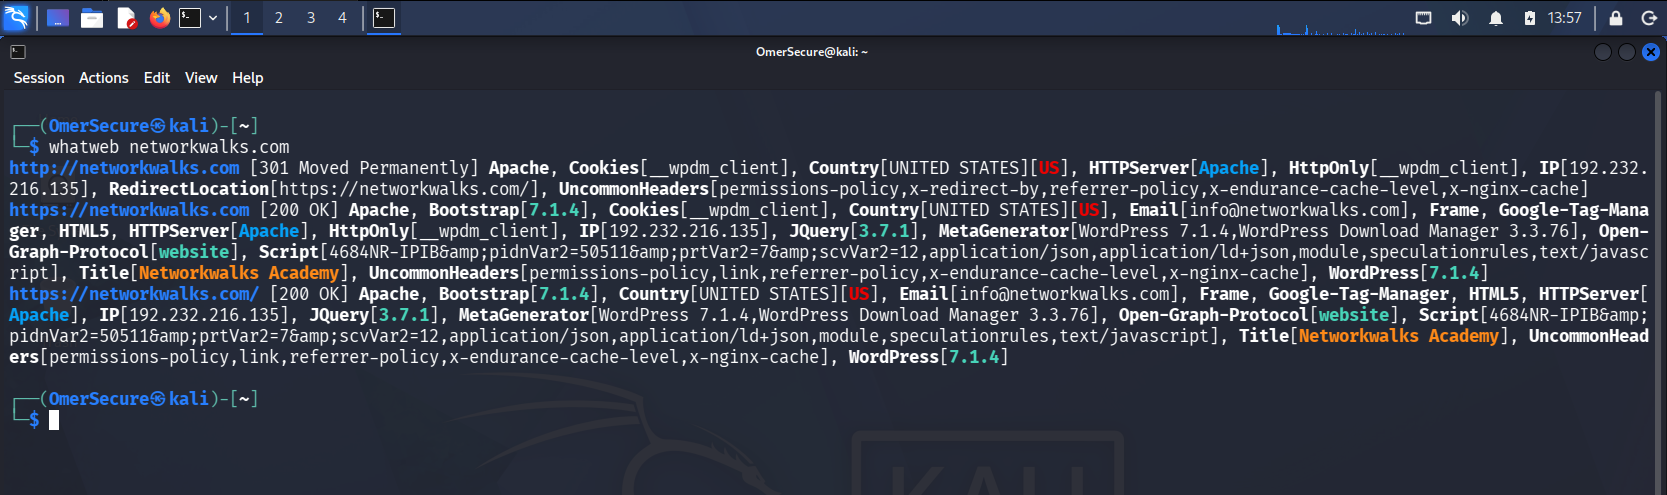 1 2 3 4 13:57
OmerSecure@kali: ~
Session Actions Edit View Help
┌──(OmerSecure㉿kali)-[~]
└─$ whatweb networkwalks.com
http://networkwalks.com [301 Moved Permanently] Apache, Cookies[__wpdm_client], Country[UNITED STATES][US], HTTPServer[Apache], HttpOnly[__wpdm_client], IP[192.232.
216.135], RedirectLocation[https://networkwalks.com/], UncommonHeaders[permissions-policy,x-redirect-by,referrer-policy,x-endurance-cache-level,x-nginx-cache]
https://networkwalks.com [200 OK] Apache, Bootstrap[7.1.4], Cookies[__wpdm_client], Country[UNITED STATES][US], Email[info@networkwalks.com], Frame, Google-Tag-Mana
ger, HTML5, HTTPServer[Apache], HttpOnly[__wpdm_client], IP[192.232.216.135], JQuery[3.7.1], MetaGenerator[WordPress 7.1.4,WordPress Download Manager 3.3.76], Open-
Graph-Protocol[website], Script[4684NR-IPIB&amp;pidnVar2=50511&amp;prtVar2=7&amp;scvVar2=12,application/json,application/ld+json,module,speculationrules,text/javasc
ript], Title[Networkwalks Academy], UncommonHeaders[permissions-policy,link,referrer-policy,x-endurance-cache-level,x-nginx-cache], WordPress[7.1.4]
https://networkwalks.com/ [200 OK] Apache, Bootstrap[7.1.4], Country[UNITED STATES][US], Email[info@networkwalks.com], Frame, Google-Tag-Manager, HTML5, HTTPServer[
Apache], IP[192.232.216.135], JQuery[3.7.1], MetaGenerator[WordPress 7.1.4,WordPress Download Manager 3.3.76], Open-Graph-Protocol[website], Script[4684NR-IPIB&amp;
pidnVar2=50511&amp;prtVar2=7&amp;scvVar2=12,application/json,application/ld+json,module,speculationrules,text/javascript], Title[Networkwalks Academy], UncommonHead
ers[permissions-policy,link,referrer-policy,x-endurance-cache-level,x-nginx-cache], WordPress[7.1.4]
┌──(OmerSecure㉿kali)-[~]
└─$
KALI